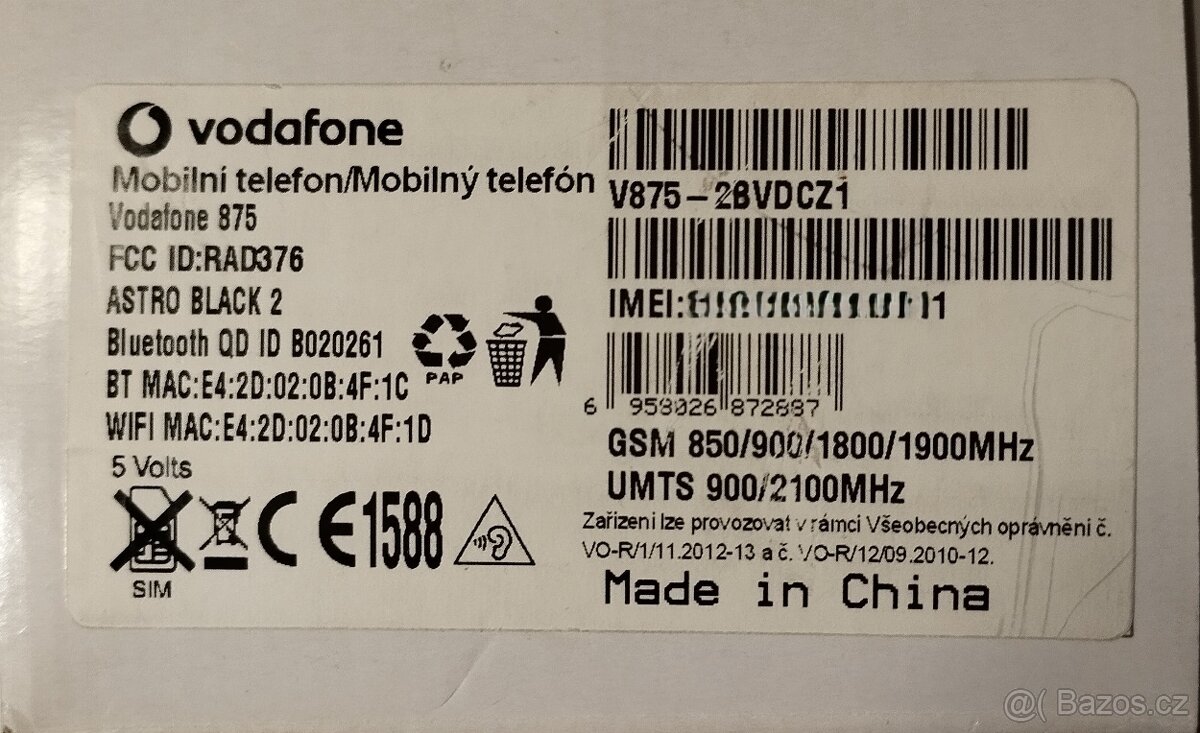 vodafone
Mobilní telefon/Mobilný telefón
Vodafone 875
FCC ID:RAD376
ASTRO BLACK 2
Bluetooth QD ID B020261
BT MAC:E4:2D:02:0B:4F:1C
WIFI MAC:E4:2D:02:0B:4F:1D
5 Volts
PAP
SIM
CE1588
V875-2BVDCZ1
IMEI:
6 958026 872887
GSM 850/900/1800/1900MHz
UMTS 900/2100MHz
Zařízení lze provozovat v rámci Všeobecných oprávnění č.
VO-R/1/11.2012-13 a č. VO-R/12/09.2010-12.
Made in China
@( Bazos.cz